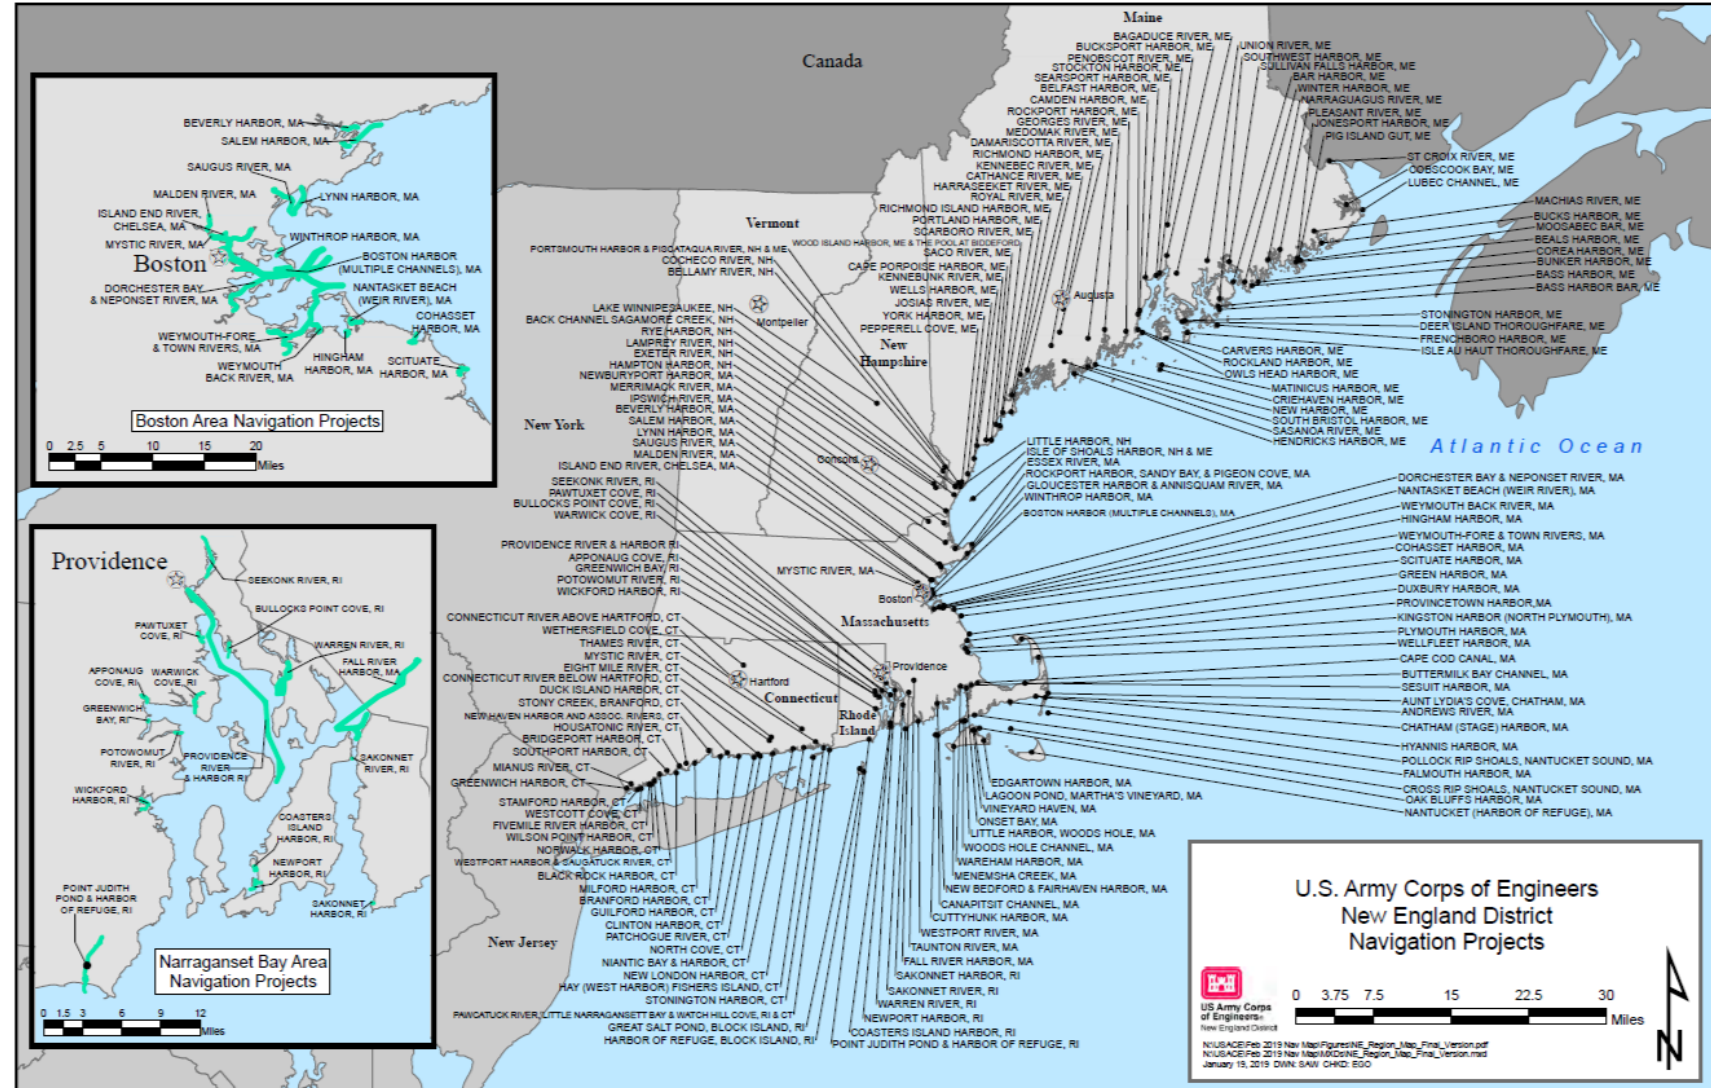 Canada
Maine
BAGADUCE RIVER, ME
BUCKSPORT HARBOR, ME
PENOBSCOT RIVER, ME
STOCKTON HARBOR, ME
SEARSPORT HARBOR, ME
BELFAST HARBOR, ME
CAMDEN HARBOR, ME
ROCKPORT HARBOR, ME
GEORGES RIVER, ME
MEDOMAK RIVER, ME
DAMARISCOTTA RIVER, ME
RICHMOND HARBOR, ME
KENNEBEC RIVER, ME
CATHANCE RIVER, ME
HARRASEEKET RIVER, ME
ROYAL RIVER, ME
RICHMOND ISLAND HARBOR, ME
PORTLAND HARBOR, ME
SCARBORO RIVER, ME
WOOD ISLAND HARBOR, ME & THE POOL AT BIDDEFORD
SACO RIVER, ME
CAPE PORPOISE HARBOR, ME
KENNEBUNK RIVER, ME
WELLS HARBOR, ME
JOSIAS RIVER, ME
YORK HARBOR, ME
PEPPERELL COVE, ME
UNION RIVER, ME
SOUTHWEST HARBOR, ME
SULLIVAN FALLS HARBOR, ME
BAR HARBOR, ME
WINTER HARBOR, ME
NARRAGUAGUS RIVER, ME
PLEASANT RIVER, ME
JONESPORT HARBOR, ME
PIG ISLAND GUT, ME
ST CROIX RIVER, ME
COBSCOOK BAY, ME
LUBEC CHANNEL, ME
MACHIAS RIVER, ME
BUCKS HARBOR, ME
MOOSABEC BAR, ME
BEALS HARBOR, ME
COREA HARBOR, ME
BUNKER HARBOR, ME
BASS HARBOR, ME
BASS HARBOR BAR, ME
STONINGTON HARBOR, ME
DEER ISLAND THOROUGHFARE, ME
FRENCHBORO HARBOR, ME
ISLE AU HAUT THOROUGHFARE, ME
CARVERS HARBOR, ME
ROCKLAND HARBOR, ME
OWLS HEAD HARBOR, ME
MATINICUS HARBOR, ME
CRIEHAVEN HARBOR, ME
NEW HARBOR, ME
SOUTH BRISTOL HARBOR, ME
SASANOA RIVER, ME
HENDRICKS HARBOR, ME
Atlantic Ocean
Vermont
Montpelier
Augusta
New
Hampshire
New York
Concord
PORTSMOUTH HARBOR & PISCATAQUA RIVER, NH & ME
COCHECO RIVER, NH
BELLAMY RIVER, NH
LAKE WINNIPESAUKEE, NH
BACK CHANNEL SAGAMORE CREEK, NH
RYE HARBOR, NH
LAMPREY RIVER, NH
EXETER RIVER, NH
HAMPTON HARBOR, NH
NEWBURYPORT HARBOR, MA
MERRIMACK RIVER, MA
IPSWICH RIVER, MA
BEVERLY HARBOR, MA
SALEM HARBOR, MA
LYNN HARBOR, MA
SAUGUS RIVER, MA
MALDEN RIVER, MA
ISLAND END RIVER, CHELSEA, MA
SEEKONK RIVER, RI
PAWTUXET COVE, RI
BULLOCKS POINT COVE, RI
WARWICK COVE, RI
PROVIDENCE RIVER & HARBOR RI
APPONAUG COVE, RI
GREENWICH BAY, RI
POTOWOMUT RIVER, RI
WICKFORD HARBOR, RI
LITTLE HARBOR, NH
ISLE OF SHOALS HARBOR, NH & ME
ESSEX RIVER, MA
ROCKPORT HARBOR, SANDY BAY, & PIGEON COVE, MA
GLOUCESTER HARBOR & ANNISQUAM RIVER, MA
WINTHROP HARBOR, MA
BOSTON HARBOR (MULTIPLE CHANNELS), MA
MYSTIC RIVER, MA
Boston
Massachusetts
Providence
Hartford
Connecticut
Rhode
Island
New Jersey
CONNECTICUT RIVER ABOVE HARTFORD, CT
WETHERSFIELD COVE, CT
THAMES RIVER, CT
MYSTIC RIVER, CT
EIGHT MILE RIVER, CT
CONNECTICUT RIVER BELOW HARTFORD, CT
DUCK ISLAND HARBOR, CT
STONY CREEK, BRANFORD, CT
NEW HAVEN HARBOR AND ASSOC. RIVERS, CT
HOUSATONIC RIVER, CT
BRIDGEPORT HARBOR, CT
SOUTHPORT HARBOR, CT
MIANUS RIVER, CT
GREENWICH HARBOR, CT
STAMFORD HARBOR, CT
WESTCOTT COVE, CT
FIVEMILE RIVER HARBOR, CT
WILSON POINT HARBOR, CT
NORWALK HARBOR, CT
WESTPORT HARBOR & SAUGATUCK RIVER, CT
BLACK ROCK HARBOR, CT
MILFORD HARBOR, CT
BRANFORD HARBOR, CT
GUILFORD HARBOR, CT
CLINTON HARBOR, CT
PATCHOGUE RIVER, CT
NORTH COVE, CT
NIANTIC BAY & HARBOR, CT
NEW LONDON HARBOR, CT
HAY (WEST HARBOR) FISHERS ISLAND, CT
STONINGTON HARBOR, CT
PAWCATUCK RIVER, LITTLE NARRAGANSETT BAY & WATCH HILL COVE, RI & CT
GREAT SALT POND, BLOCK ISLAND, RI
HARBOR OF REFUGE, BLOCK ISLAND, RI
DORCHESTER BAY & NEPONSET RIVER, MA
NANTASKET BEACH (WEIR RIVER), MA
WEYMOUTH BACK RIVER, MA
HINGHAM HARBOR, MA
WEYMOUTH-FORE & TOWN RIVERS, MA
COHASSET HARBOR, MA
SCITUATE HARBOR, MA
GREEN HARBOR, MA
DUXBURY HARBOR, MA
PROVINCETOWN HARBOR,MA
KINGSTON HARBOR (NORTH PLYMOUTH), MA
PLYMOUTH HARBOR, MA
WELLFLEET HARBOR, MA
CAPE COD CANAL, MA
BUTTERMILK BAY CHANNEL, MA
SESUIT HARBOR, MA
AUNT LYDIA'S COVE, CHATHAM, MA
ANDREWS RIVER, MA
CHATHAM (STAGE) HARBOR, MA
HYANNIS HARBOR, MA
POLLOCK RIP SHOALS, NANTUCKET SOUND, MA
FALMOUTH HARBOR, MA
CROSS RIP SHOALS, NANTUCKET SOUND, MA
OAK BLUFFS HARBOR, MA
NANTUCKET (HARBOR OF REFUGE), MA
EDGARTOWN HARBOR, MA
LAGOON POND, MARTHA'S VINEYARD, MA
VINEYARD HAVEN, MA
ONSET BAY, MA
LITTLE HARBOR, WOODS HOLE, MA
WOODS HOLE CHANNEL, MA
WAREHAM HARBOR, MA
MENEMSHA CREEK, MA
NEW BEDFORD & FAIRHAVEN HARBOR, MA
CANAPITSIT CHANNEL, MA
CUTTYHUNK HARBOR, MA
WESTPORT RIVER, MA
TAUNTON RIVER, MA
FALL RIVER HARBOR, MA
SAKONNET HARBOR, RI
SAKONNET RIVER, RI
WARREN RIVER, RI
NEWPORT HARBOR, RI
COASTERS ISLAND HARBOR, RI
POINT JUDITH POND & HARBOR OF REFUGE, RI
BEVERLY HARBOR, MA
SALEM HARBOR, MA
SAUGUS RIVER, MA
MALDEN RIVER, MA
LYNN HARBOR, MA
ISLAND END RIVER,
CHELSEA, MA
MYSTIC RIVER, MA
WINTHROP HARBOR, MA
Boston
BOSTON HARBOR
(MULTIPLE CHANNELS), MA
DORCHESTER BAY
& NEPONSET RIVER, MA
NANTASKET BEACH
(WEIR RIVER), MA
COHASSET
HARBOR, MA
WEYMOUTH-FORE
& TOWN RIVERS, MA
WEYMOUTH
BACK RIVER, MA
HINGHAM
HARBOR, MA
SCITUATE
HARBOR, MA
Boston Area Navigation Projects
0 2.5 5 10 15 20
Miles
Providence
SEEKONK RIVER, RI
BULLOCKS POINT COVE, RI
PAWTUXET
COVE, RI
WARREN RIVER, RI
FALL RIVER
HARBOR, MA
APPONAUG
COVE, RI
WARWICK
COVE, RI
GREENWICH
BAY, RI
POTOWOMUT
RIVER, RI
PROVIDENCE
RIVER
& HARBOR RI
SAKONNET
RIVER, RI
WICKFORD
HARBOR, RI
COASTERS
ISLAND
HARBOR, RI
NEWPORT
HARBOR, RI
POINT JUDITH
POND & HARBOR
OF REFUGE, RI
SAKONNET
HARBOR, RI
Narraganset Bay Area
Navigation Projects
0 1.5 3 6 9 12
Miles
U.S. Army Corps of Engineers
New England District
Navigation Projects
US Army Corps
of Engineers®
New England District
0 3.75 7.5 15 22.5 30
Miles
N
N:\USACE\Feb 2019 Nav Map\Figures\NE_Region_Map_Final_Version.pdf
N:\USACE\Feb 2019 Nav Map\MXDs\NE_Region_Map_Final_Version.mxd
January 19, 2019 DWN: SAW CHKD: EGO